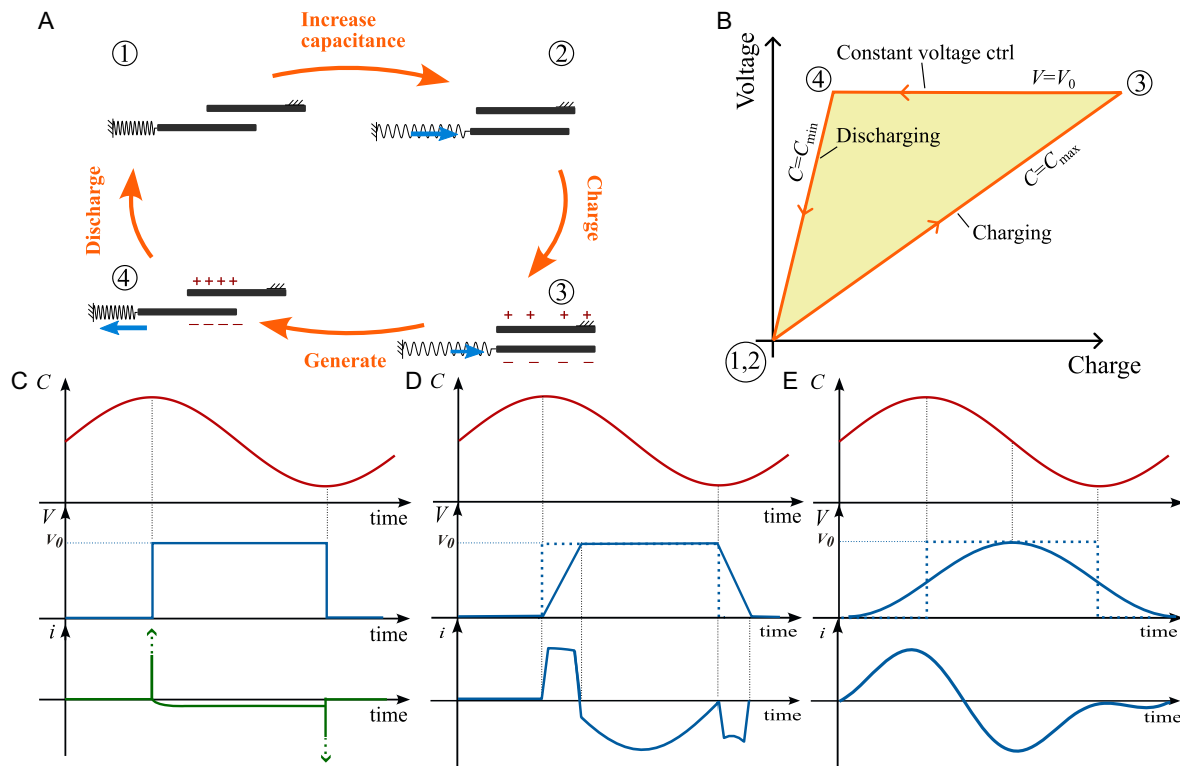 A
Increase
capacitance
①
②
Charge
Discharge
④
+ + + +
− − − −
③
+ + + +
− − − −
Generate
B
Voltage
④
Constant voltage ctrl
V=V₀
③
C=Cmin
Discharging
C=Cmax
Charging
1,2
Charge
C
C
time
V
V₀
time
i
time
D
C
time
V
V₀
time
i
time
E
C
time
V
V₀
time
i
time